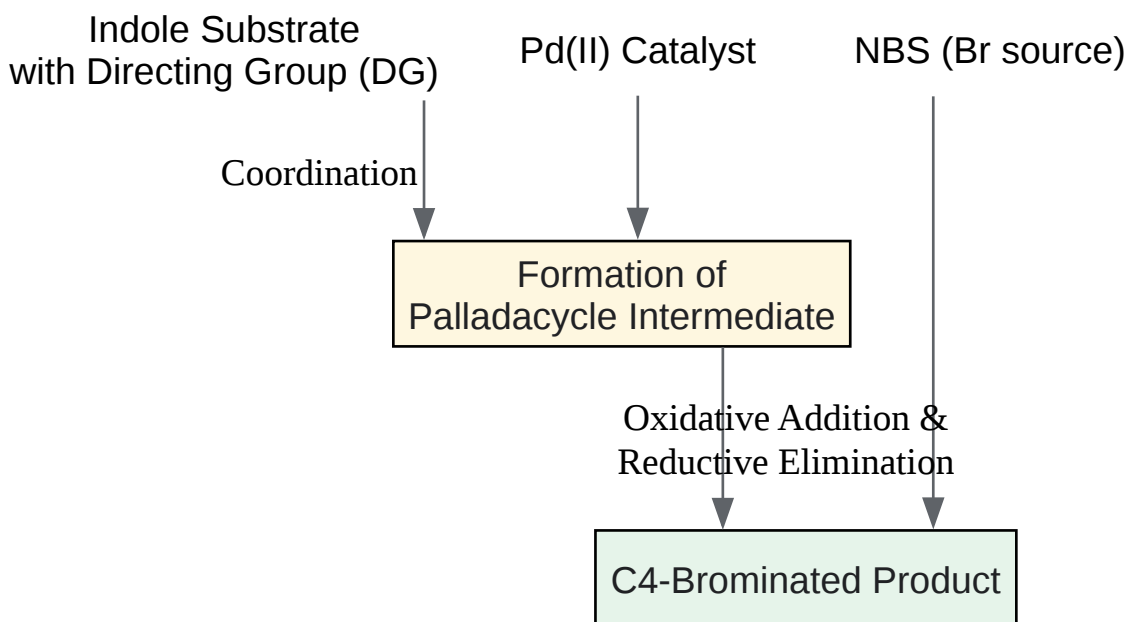 Indole Substrate
with Directing Group (DG)
Pd(II) Catalyst
NBS (Br source)
Coordination
Formation of
Palladacycle Intermediate
Oxidative Addition &
Reductive Elimination
C4-Brominated Product